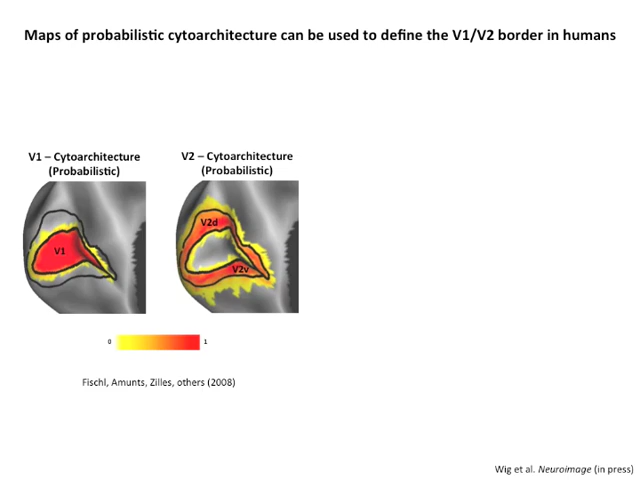 Maps of probabilistic cytoarchitecture can be used to define the V1/V2 border in humans
V1 – Cytoarchitecture
(Probabilistic)
V2 – Cytoarchitecture
(Probabilistic)
V1
V2d
V2v
0
1
Fischl, Amunts, Zilles, others (2008)
Wig et al. Neuroimage (in press)